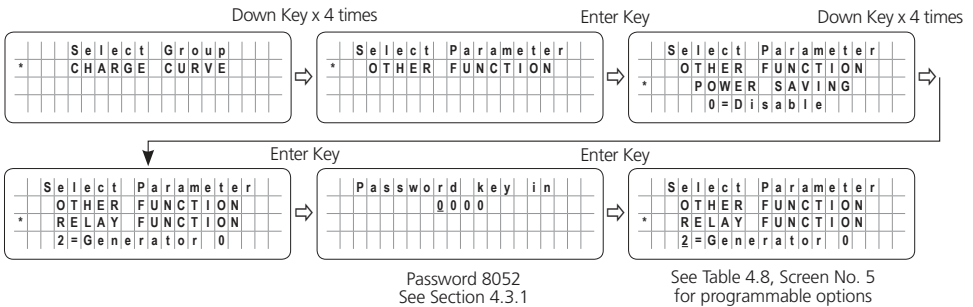 Down Key x 4 times
Enter Key
Down Key x 4 times
Select Group
* CHARGE CURVE
Select Parameter
* OTHER FUNCTION
Select Parameter
OTHER FUNCTION
* POWER SAVING
0=Disable
Enter Key
Enter Key
Select Parameter
OTHER FUNCTION
* RELAY FUNCTION
2=Generator 0
Password key in
0000
Select Parameter
OTHER FUNCTION
* RELAY FUNCTION
2=Generator 0
Password 8052
See Section 4.3.1
See Table 4.8, Screen No. 5
for programmable options